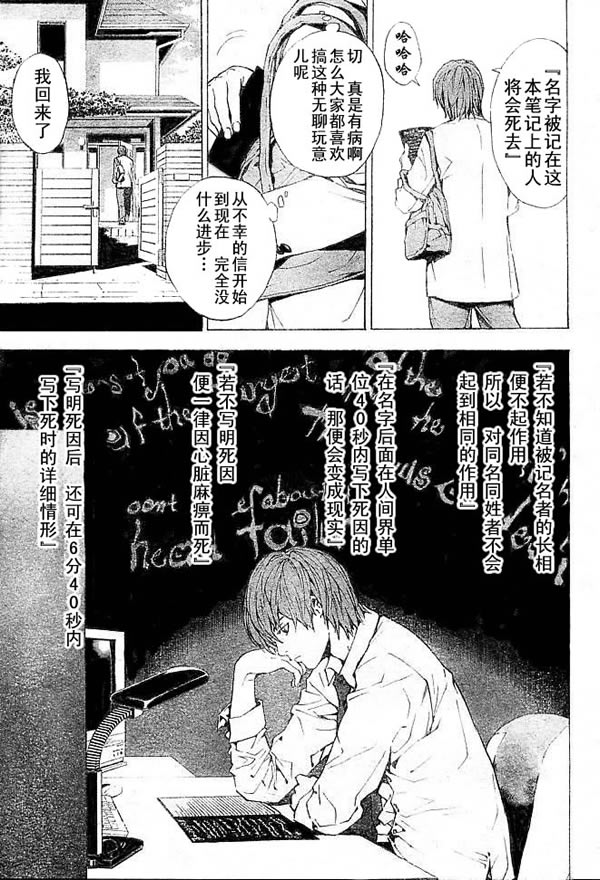 『名字被记在这
本笔记上的人
将会死去』
哈哈哈
切 真是有病啊
怎么大家都喜欢
搞这种无聊玩意
儿呢
从不幸的信开始
到现在 完全没
什么进步…
我回来了
『若不知道被记名者的长相
便不起作用
所以 对同名同姓者不会
起到相同的作用』
『在名字后面在人间界单
位40秒内写下死因的
话 那便会变成现实』
『若不写明死因
便一律因心脏麻痹而死』
『写明死因后 还可在6分40秒内
写下死时的详细情形』